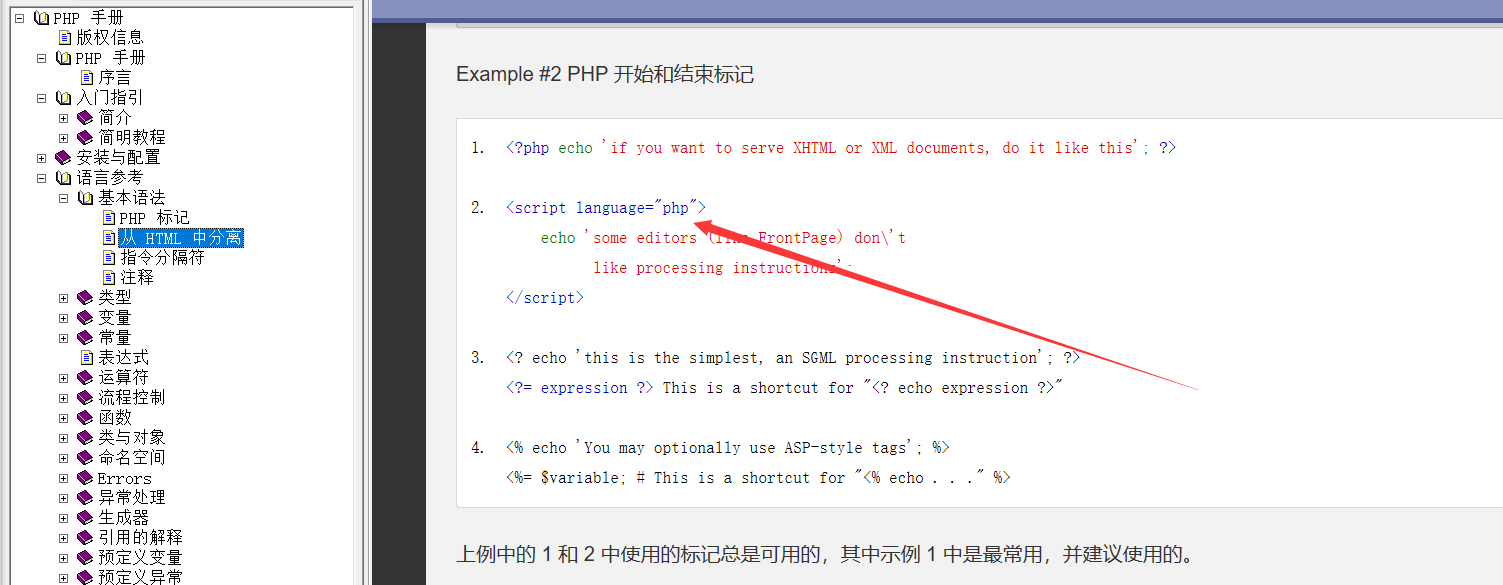 PHP 手册
版权信息
PHP 手册
序言
入门指引
简介
简明教程
安装与配置
语言参考
基本语法
PHP 标记
从 HTML 中分离
指令分隔符
注释
类型
变量
常量
表达式
运算符
流程控制
函数
类与对象
命名空间
Errors
异常处理
生成器
引用的解释
预定义变量
预定义异常
Example #2 PHP 开始和结束标记
1. <?php echo 'if you want to serve XHTML or XML documents, do it like this'; ?>
2. <script language="php">
echo 'some editors (like FrontPage) don\'t
like processing instructions';
</script>
3. <? echo 'this is the simplest, an SGML processing instruction'; ?>
<?= expression ?> This is a shortcut for "<? echo expression ?>"
4. <% echo 'You may optionally use ASP-style tags'; %>
<%= $variable; # This is a shortcut for "<% echo . . ." %>
上例中的 1 和 2 中使用的标记总是可用的，其中示例 1 中是最常用，并建议使用的。